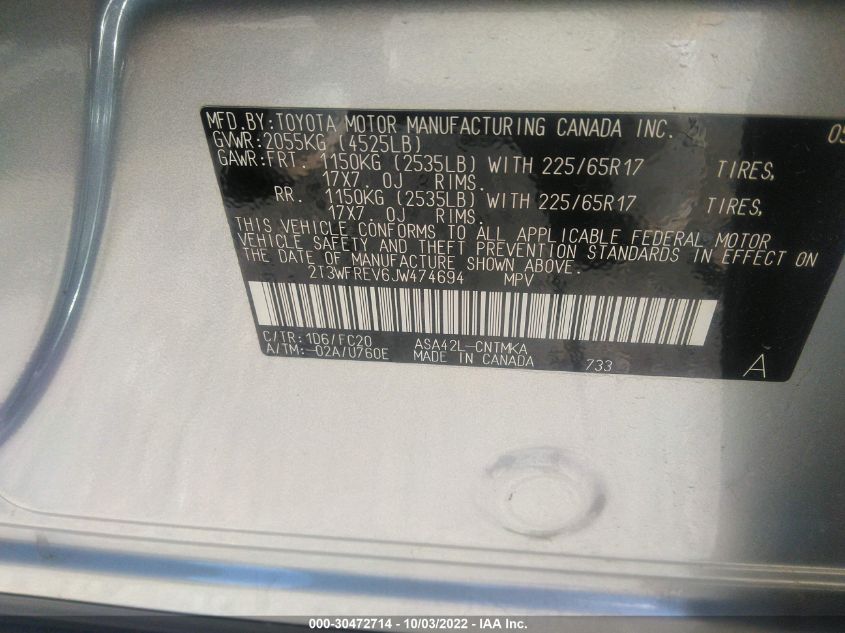 MFD.BY:TOYOTA MOTOR MANUFACTURING CANADA INC. 05
GVWR:2055KG (4525LB)
GAWR:FRT. 1150KG (2535LB) WITH 225/65R17 TIRES,
17X7. 0J RIMS.
RR. 1150KG (2535LB) WITH 225/65R17 TIRES,
17X7. 0J RIMS.
THIS VEHICLE CONFORMS TO ALL APPLICABLE FEDERAL MOTOR
VEHICLE SAFETY AND THEFT PREVENTION STANDARDS IN EFFECT ON
THE DATE OF MANUFACTURE SHOWN ABOVE.
2T3WFREV6JW474694 MPV
C/TR:1D6/FC20 ASA42L-CNTMKA
A/TM:-02A/U760E MADE IN CANADA 733 A
000-30472714 - 10/03/2022 - IAA Inc.